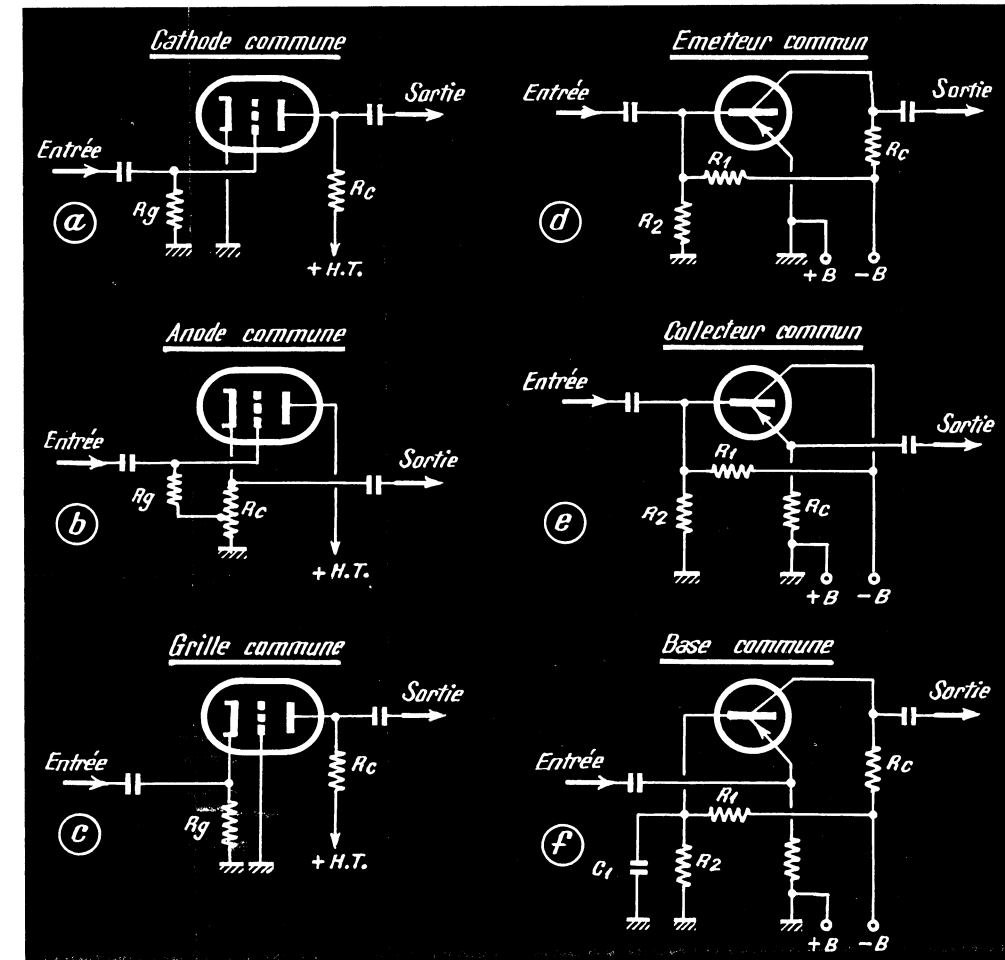 Cathode commune
Entrée
Sortie
Rg
Rc
+ H.T.
a
Emetteur commun
Entrée
Sortie
R1
Rc
R2
+ B
- B
d
Anode commune
Entrée
Sortie
Rg
Rc
+ H.T.
b
Collecteur commun
Entrée
Sortie
R1
R2
Rc
+ B
- B
e
Grille commune
Sortie
Entrée
Rc
Rg
+ H.T.
c
Base commune
Sortie
Entrée
Rc
R1
C1
R2
+ B
- B
f